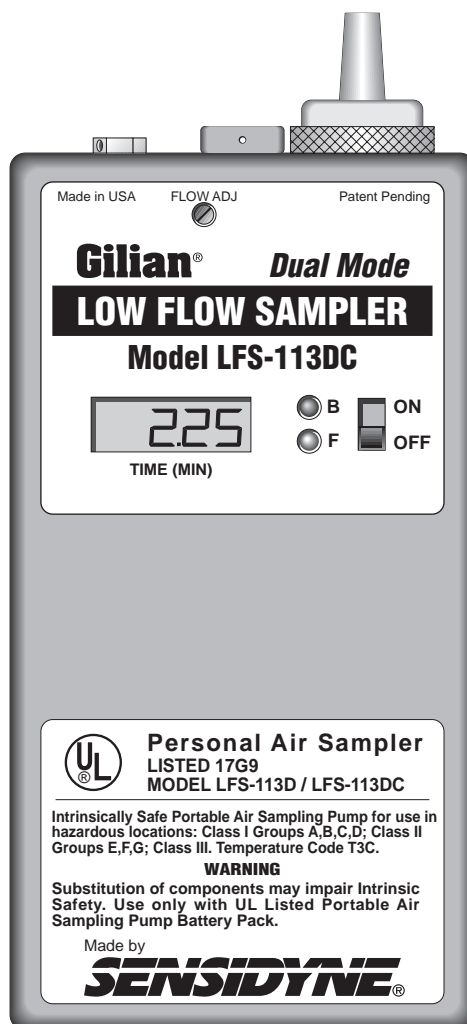 Made in USA FLOW ADJ Patent Pending
Gilian® Dual Mode
LOW FLOW SAMPLER
Model LFS-113DC
2.25 B ON
F OFF
TIME (MIN)
UL® Personal Air Sampler
LISTED 17G9
MODEL LFS-113D / LFS-113DC
Intrinsically Safe Portable Air Sampling Pump for use in
hazardous locations: Class I Groups A,B,C,D; Class II
Groups E,F,G; Class III. Temperature Code T3C.
WARNING
Substitution of components may impair Intrinsic
Safety. Use only with UL Listed Portable Air
Sampling Pump Battery Pack.
Made by
SENSIDYNE®